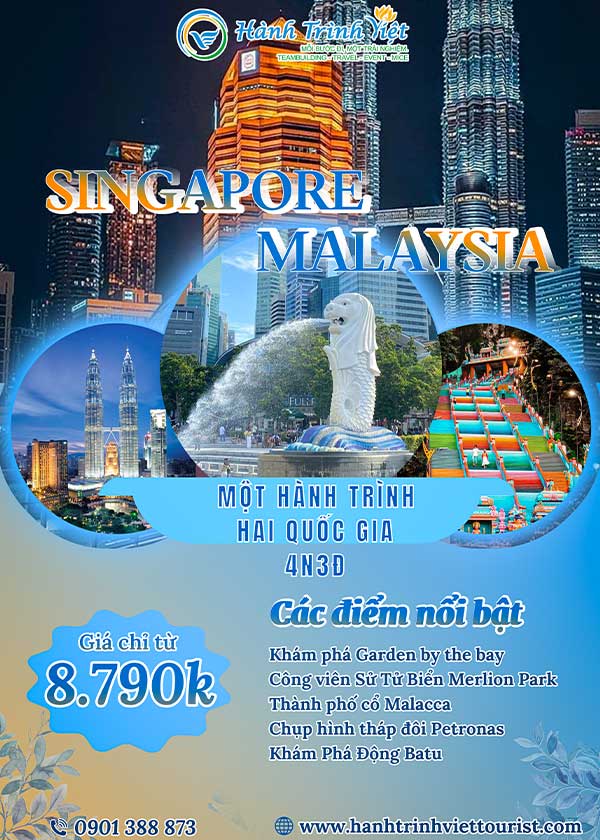 Hành Trình Việt
MỖI BƯỚC ĐI, MỘT TRẢI NGHIỆM
TEAMBUILDING - TRAVEL - EVENT - MICE
SINGAPORE
MALAYSIA
MỘT HÀNH TRÌNH
HAI QUỐC GIA
4N3Đ
Các điểm nổi bật
Giá chỉ từ
8.790k
Khám phá Garden by the bay
Công viên Sử Tử Biển Merlion Park
Thành phố cổ Malacca
Chụp hình tháp đôi Petronas
Khám Phá Động Batu
0901 388 873
www.hanhtrinhviettourist.com